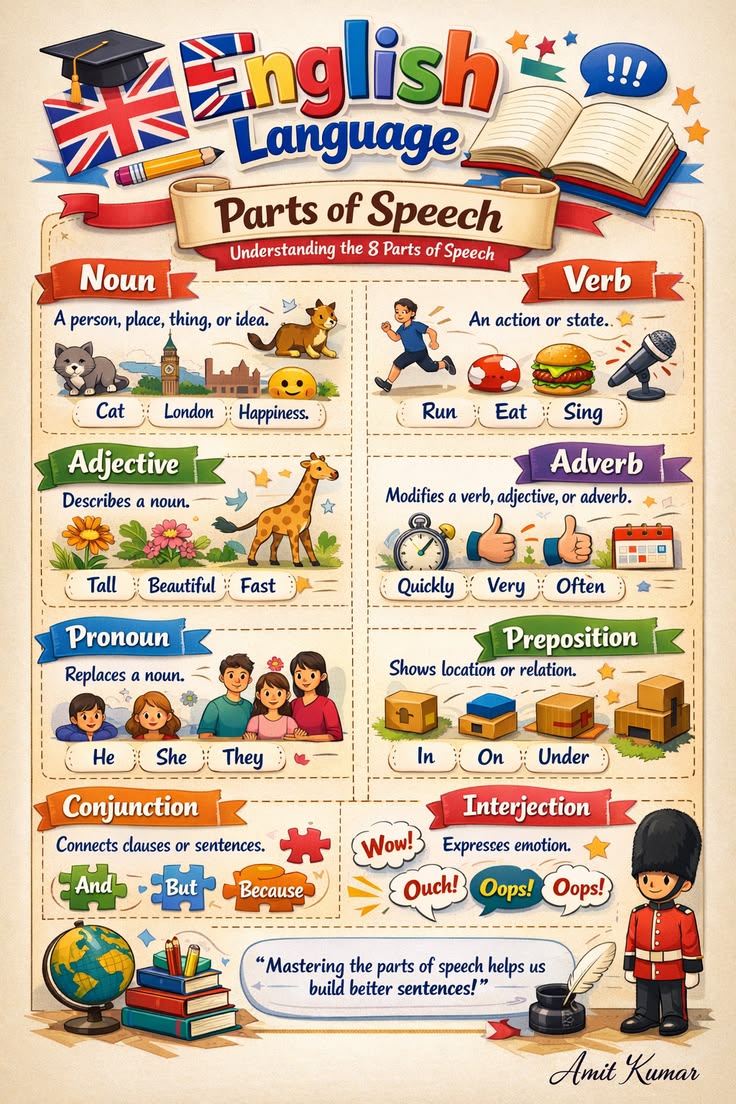 English
Language
!!!
Parts of Speech
Understanding the 8 Parts of Speech
Noun
A person, place, thing, or idea.
Cat London Happiness.
Verb
An action or state.
Run Eat Sing
Adjective
Describes a noun.
Tall Beautiful Fast
Adverb
Modifies a verb, adjective, or adverb.
Quickly Very Often
Pronoun
Replaces a noun.
He She They
Preposition
Shows location or relation.
In On Under
Conjunction
Connects clauses or sentences.
And But Because
Interjection
Expresses emotion.
Wow!
Ouch! Oops! Oops!
“Mastering the parts of speech helps us
build beiter sentences!”
Amit Kumar